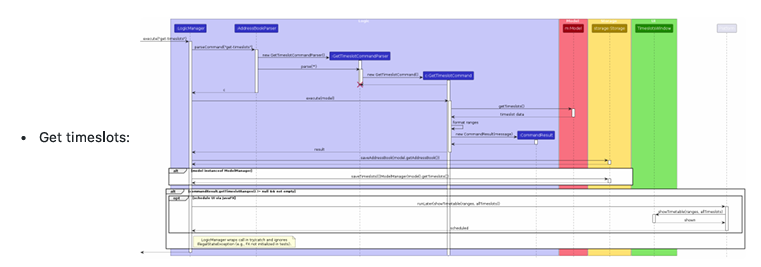 Logic
Model
Storage
UI
:LogicManager
:AddressBookParser
m:Model
storage:Storage
:TimeslotsWindow
execute("get-timeslots")
parseCommand("get-timeslots")
new GetTimeslotCommandParser()
:GetTimeslotCommandParser
parse("")
new GetTimeslotCommand()
:GetTimeslotCommand
c
execute(model)
getTimeslots()
timeslot data
format ranges
new CommandResult(message)
:CommandResult
result
saveAddressBook(model.getAddressBook())
alt
[model instanceof ModelManager]
saveTimeslots(((ModelManager)model).getTimeslots())
alt
[commandResult.getTimeslotRanges() != null && not empty]
opt
[schedule UI via JavaFX]
runLater(showTimetable(ranges, allTimeslots))
showTimetable(ranges, allTimeslots)
shown
scheduled
LogicManager wraps call in try/catch and ignores
IllegalStateException (e.g., FX not initialised in tests)
• Get timeslots: